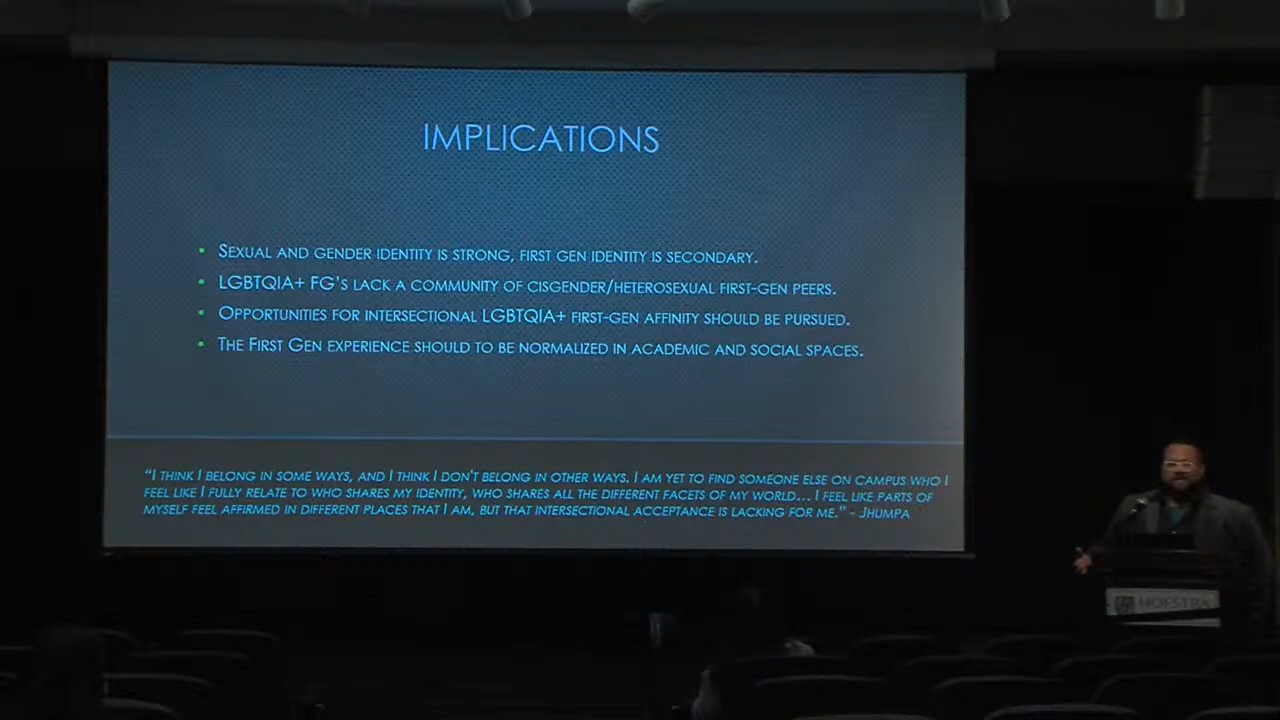 IMPLICATIONS
• SEXUAL AND GENDER IDENTITY IS STRONG, FIRST GEN IDENTITY IS SECONDARY.
• LGBTQIA+ FG'S LACK A COMMUNITY OF CISGENDER/HETEROSEXUAL FIRST-GEN PEERS.
• OPPORTUNITIES FOR INTERSECTIONAL LGBTQIA+ FIRST-GEN AFFINITY SHOULD BE PURSUED.
• THE FIRST GEN EXPERIENCE SHOULD TO BE NORMALIZED IN ACADEMIC AND SOCIAL SPACES.
"I THINK I BELONG IN SOME WAYS, AND I THINK I DON'T BELONG IN OTHER WAYS. I AM YET TO FIND SOMEONE ELSE ON CAMPUS WHO I
FEEL LIKE I FULLY RELATE TO WHO SHARES MY IDENTITY, WHO SHARES ALL THE DIFFERENT FACETS OF MY WORLD... I FEEL LIKE PARTS OF
MYSELF FEEL AFFIRMED IN DIFFERENT PLACES THAT I AM, BUT THAT INTERSECTIONAL ACCEPTANCE IS LACKING FOR ME." - JHUMPA
HOFSTRA